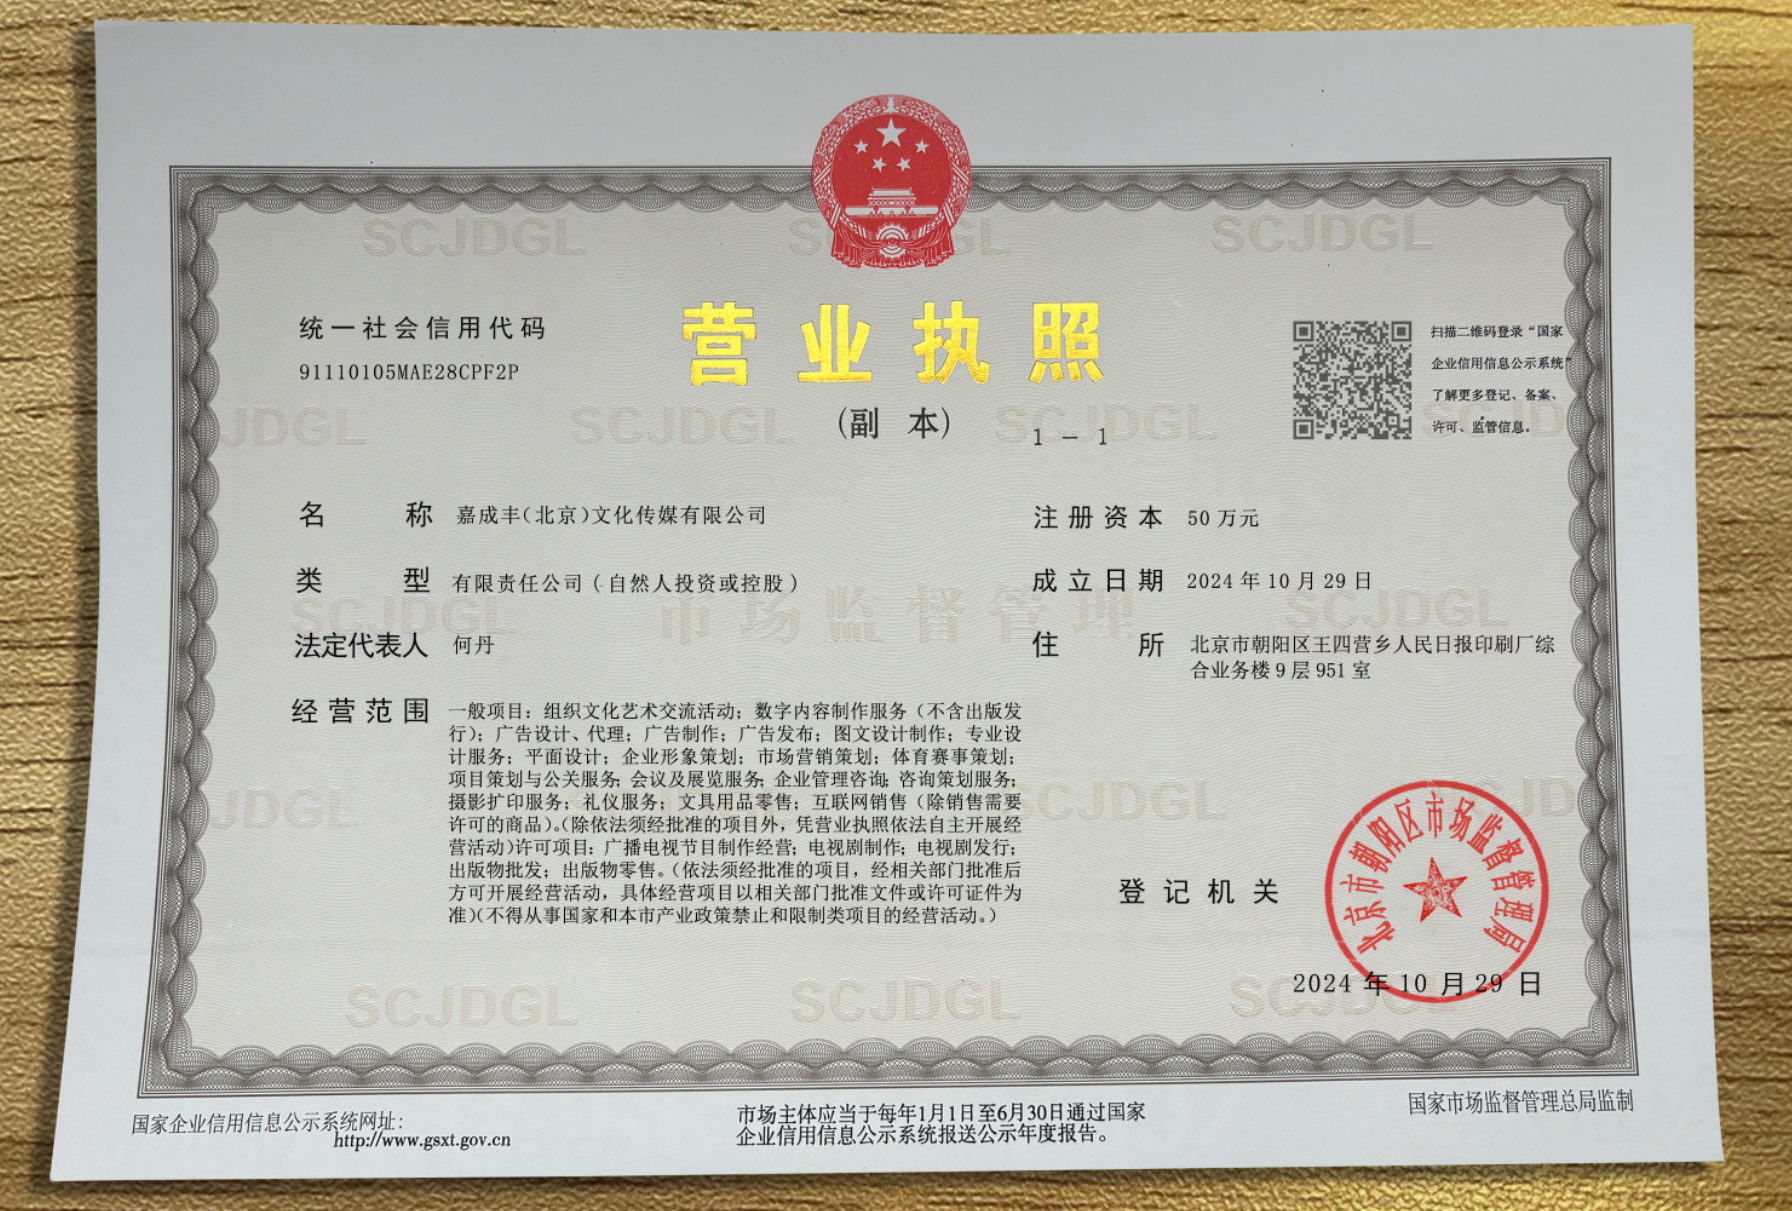 营业执照
(副 本)
1 - 1
统一社会信用代码
91110105MAE28CPF2P
扫描二维码登录“国家
企业信用信息公示系统”
了解更多登记、备案、
许可、监管信息。
名 称 嘉成丰(北京)文化传媒有限公司
类 型 有限责任公司(自然人投资或控股)
法定代表人 何丹
经营范围 一般项目:组织文化艺术交流活动;数字内容制作服务(不含出版发
行);广告设计、代理;广告制作;广告发布;图文设计制作;专业设
计服务;平面设计;企业形象策划;市场营销策划;体育赛事策划;
项目策划与公关服务;会议及展览服务;企业管理咨询;咨询策划服务;
摄影扩印服务;礼仪服务;文具用品零售;互联网销售(除销售需要
许可的商品)。(除依法须经批准的项目外,凭营业执照依法自主开展经
营活动)许可项目:广播电视节目制作经营;电视剧制作;电视剧发行;
出版物批发;出版物零售。(依法须经批准的项目,经相关部门批准后
方可开展经营活动,具体经营项目以相关部门批准文件或许可证件为
准)(不得从事国家和本市产业政策禁止和限制类项目的经营活动。)
注册资本 50 万元
成立日期 2024 年 10 月 29 日
住 所 北京市朝阳区王四营乡人民日报印刷厂综
合业务楼 9 层 951 室
登记机关
北京市朝阳区市场监督管理局
2024 年 10 月 29 日
国家企业信用信息公示系统网址:
http://www.gsxt.gov.cn
市场主体应当于每年1月1日至6月30日通过国家
企业信用信息公示系统报送公示年度报告。
国家市场监督管理总局监制
SCJDGL
市场监督管理